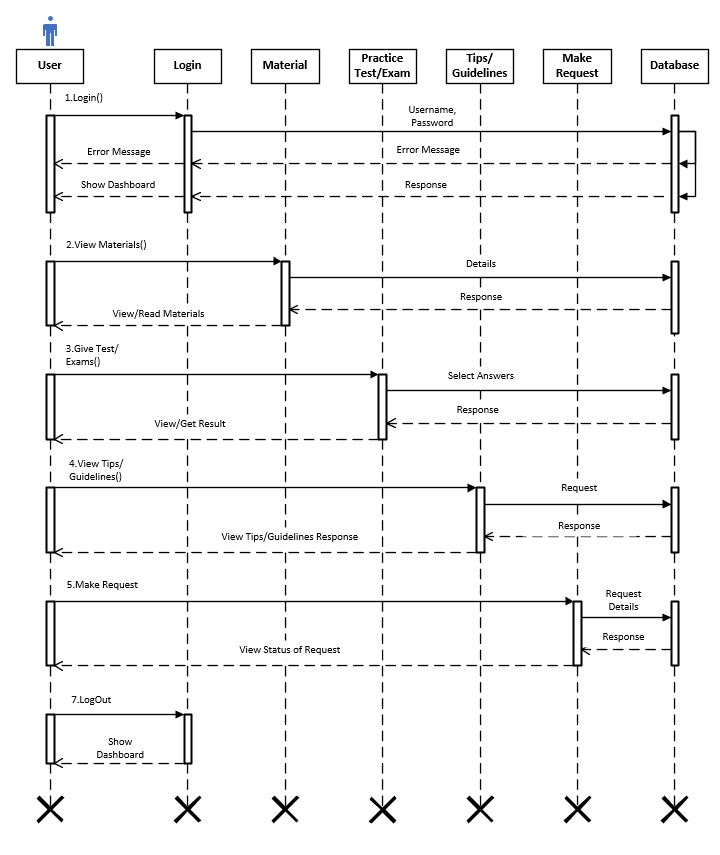 User
Login
Material
Practice
Test/Exam
Tips/
Guidelines
Make
Request
Database
1.Login()
Username,
Password
Error Message
Error Message
Show Dashboard
Response
2.View Materials()
Details
Response
View/Read Materials
3.Give Test/
Exams()
Select Answers
Response
View/Get Result
4.View Tips/
Guidelines()
Request
Response
View Tips/Guidelines Response
5.Make Request
Request
Details
Response
View Status of Request
7.LogOut
Show
Dashboard